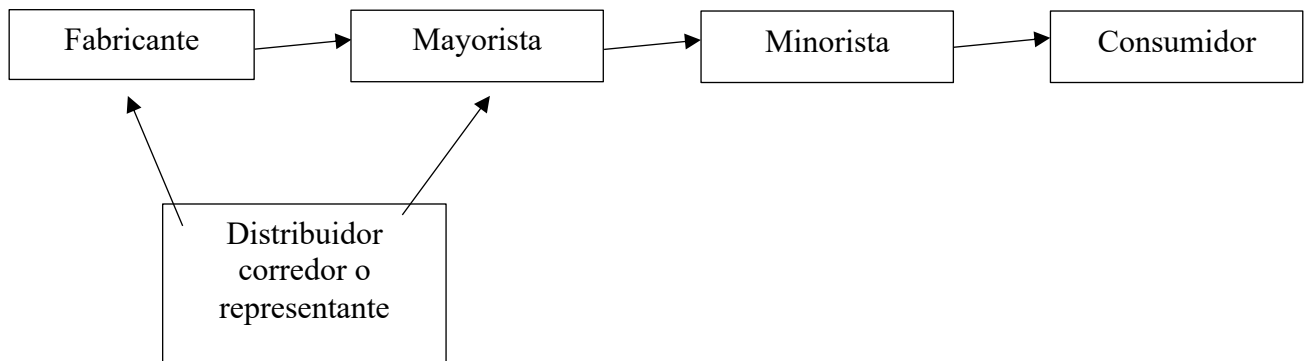 Fabricante
Mayorista
Minorista
Consumidor
Distribuidor
corredor o
representante